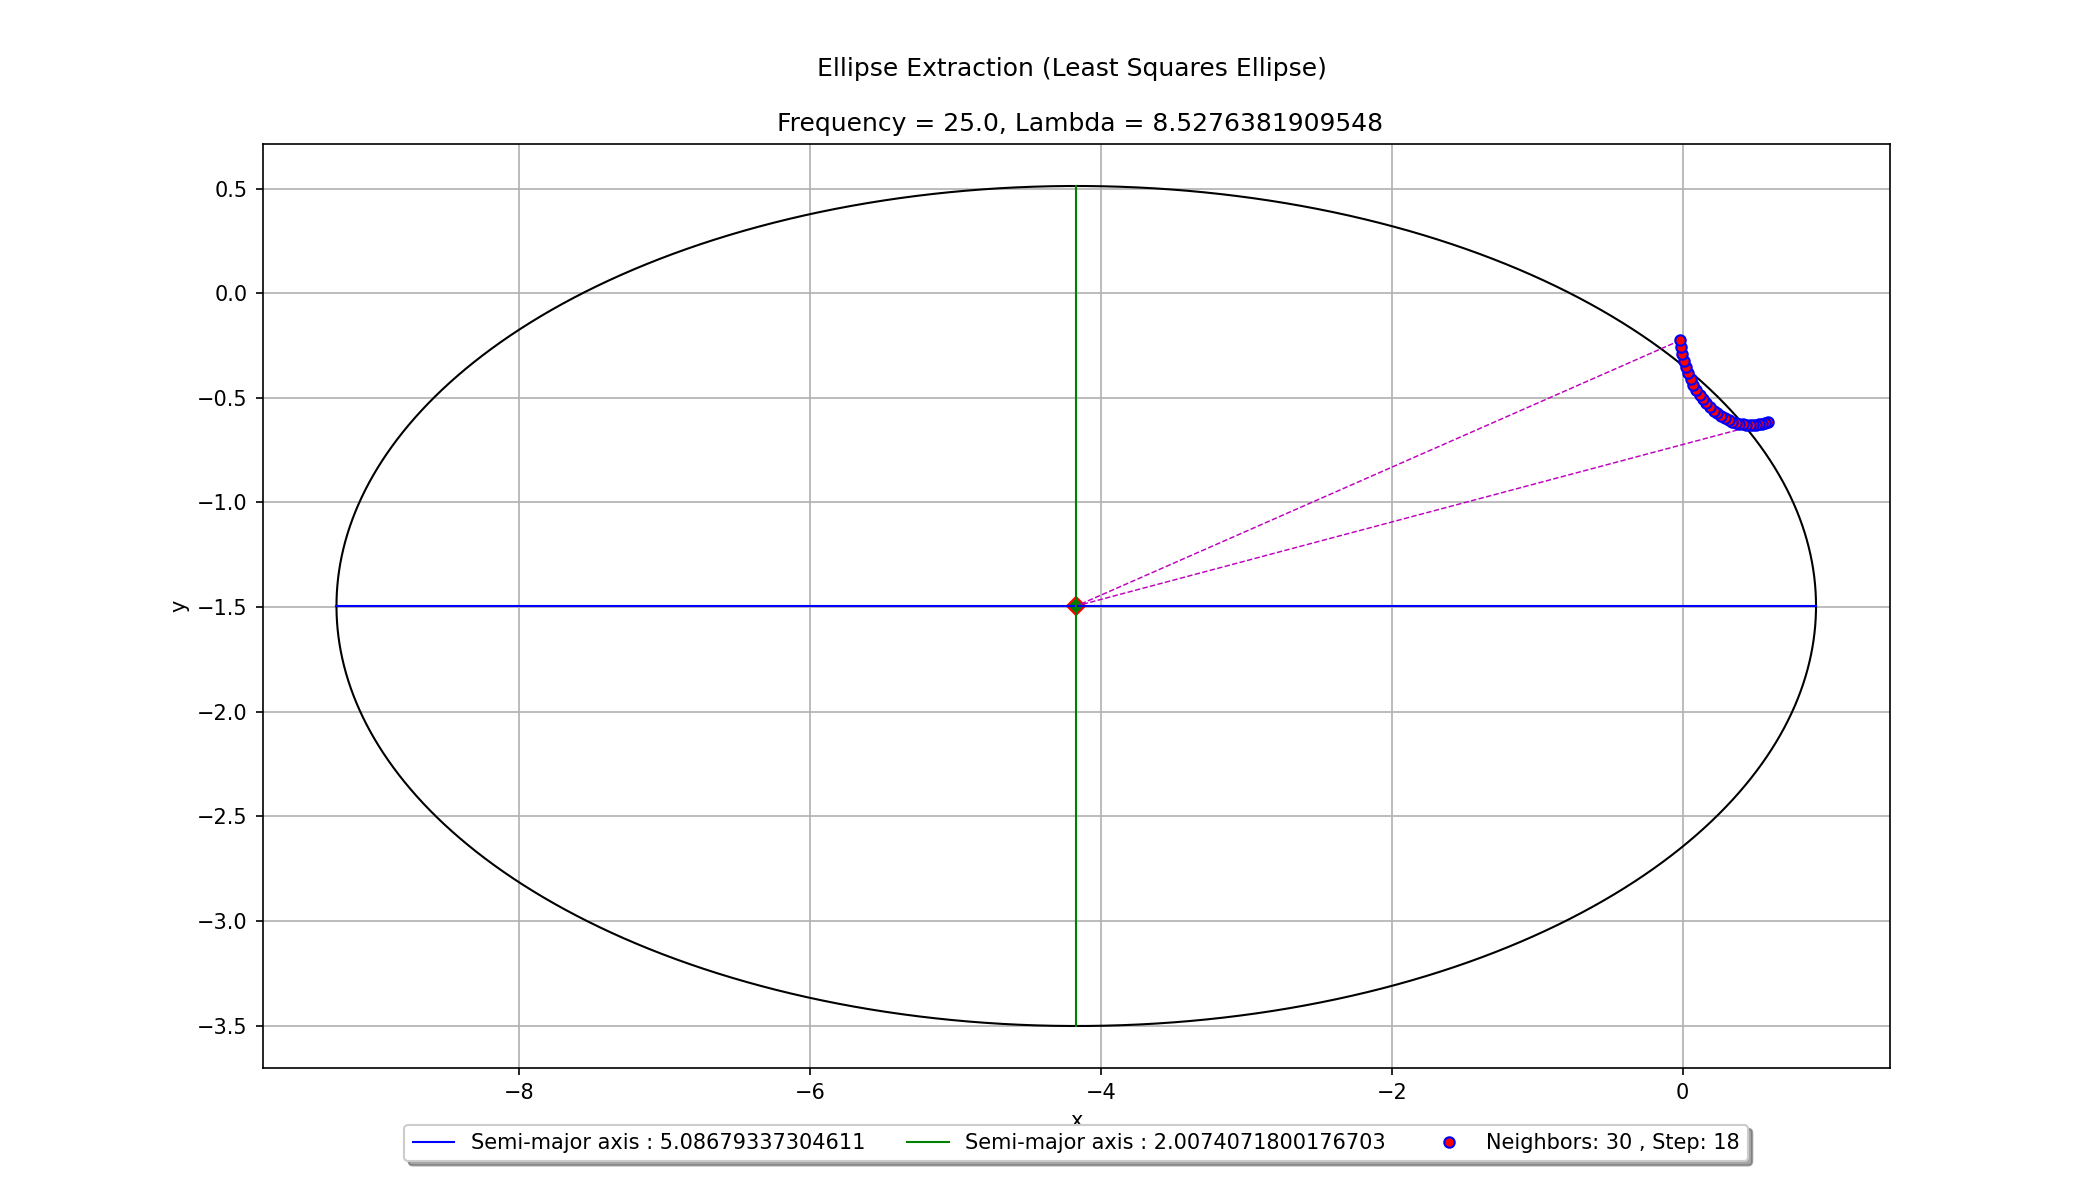 Ellipse Extraction (Least Squares Ellipse)
Frequency = 25.0, Lambda = 8.5276381909548
0.5
0.0
−0.5
−1.0
−1.5
−2.0
−2.5
−3.0
−3.5
y
−8 −6 −4 −2 0
x
Semi-major axis : 5.08679337304611 Semi-major axis : 2.0074071800176703 Neighbors: 30 , Step: 18